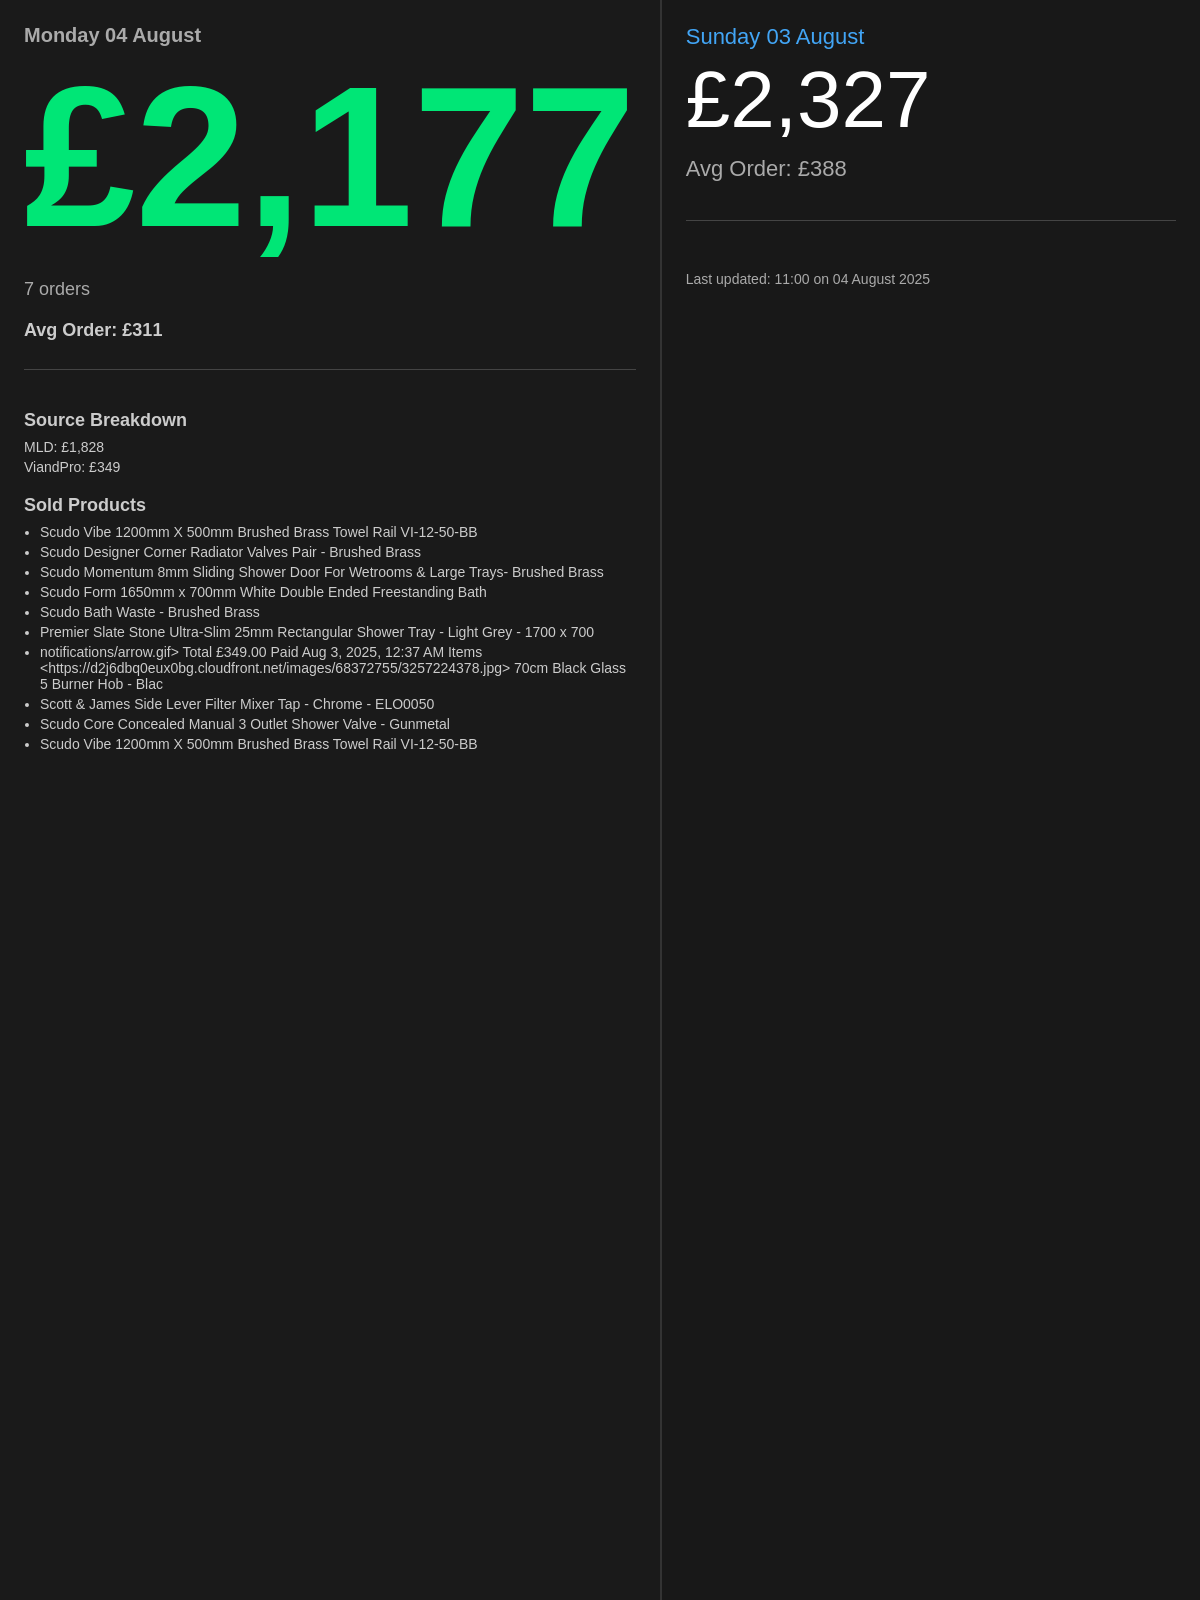 Monday 04 August
£2,177
7 orders
Avg Order: £311
Source Breakdown
MLD: £1,828
ViandPro: £349
Sold Products
• Scudo Vibe 1200mm X 500mm Brushed Brass Towel Rail VI-12-50-BB
• Scudo Designer Corner Radiator Valves Pair - Brushed Brass
• Scudo Momentum 8mm Sliding Shower Door For Wetrooms & Large Trays- Brushed Brass
• Scudo Form 1650mm x 700mm White Double Ended Freestanding Bath
• Scudo Bath Waste - Brushed Brass
• Premier Slate Stone Ultra-Slim 25mm Rectangular Shower Tray - Light Grey - 1700 x 700
• notifications/arrow.gif> Total £349.00 Paid Aug 3, 2025, 12:37 AM Items
<https://d2j6dbq0eux0bg.cloudfront.net/images/68372755/3257224378.jpg> 70cm Black Glass
5 Burner Hob - Blac
• Scott & James Side Lever Filter Mixer Tap - Chrome - ELO0050
• Scudo Core Concealed Manual 3 Outlet Shower Valve - Gunmetal
• Scudo Vibe 1200mm X 500mm Brushed Brass Towel Rail VI-12-50-BB
Sunday 03 August
£2,327
Avg Order: £388
Last updated: 11:00 on 04 August 2025